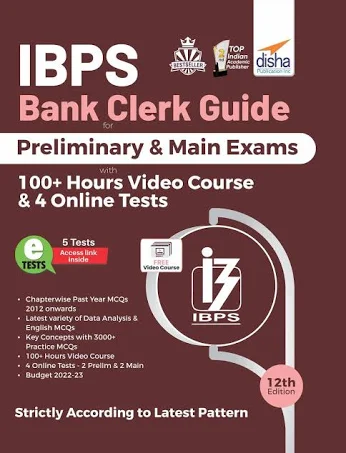 BESTSELLER
TOP
Indian
Academic
Publisher
disha
Publication Inc
IBPS
Bank Clerk Guide
for
Preliminary & Main Exams
with
100+ Hours Video Course
& 4 Online Tests
e
TESTS
5 Tests
Access link
inside
FREE
Video Course
IBPS
• Chapterwise Past Year MCQs
2012 onwards
• Latest variety of Data Analysis &
English MCQs
• Key Concepts with 3000+
Practice MCQs
• 100+ Hours Video Course
• 4 Online Tests - 2 Prelim & 2 Main
• Budget 2022-23
12th
Edition
Strictly According to Latest Pattern